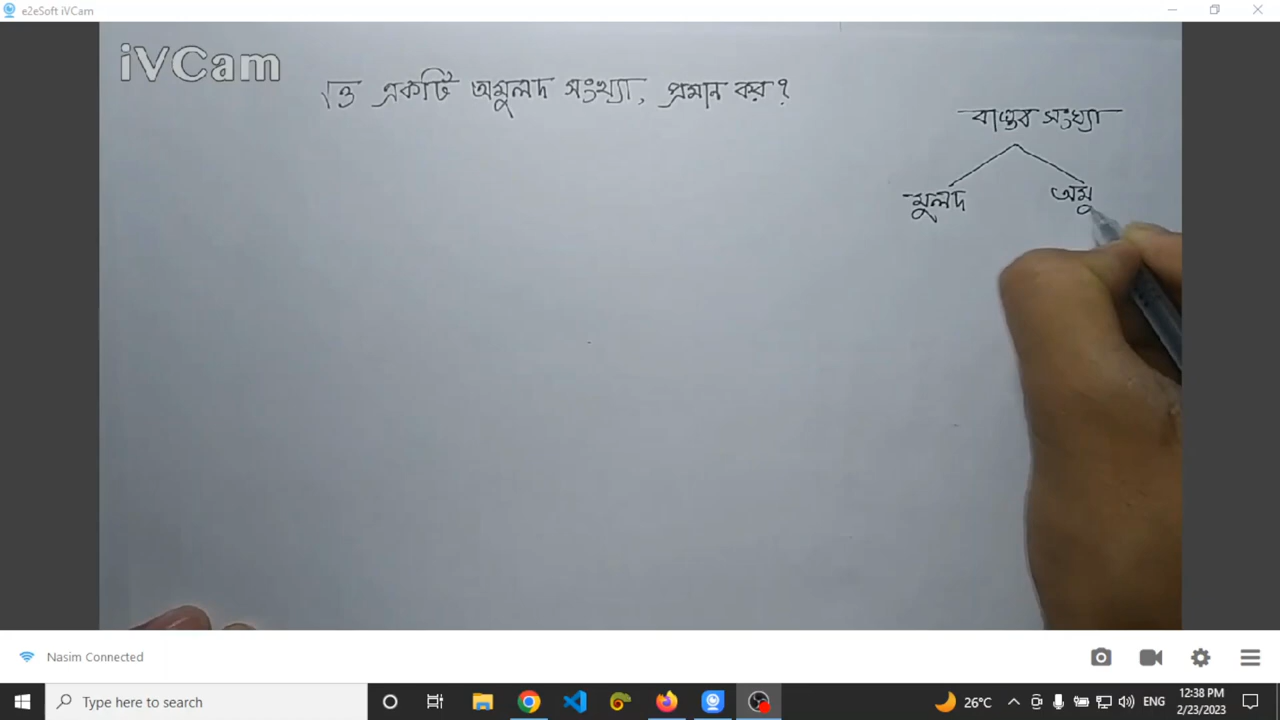 e2eSoft iVCam
iVCam
√৩ একটি অমুলদ সংখ্যা, প্রমান কর?
বাস্তব সংখ্যা
মুলদ অমু
Nasim Connected
Type here to search
26°C ENG 12:38 PM
2/23/2023